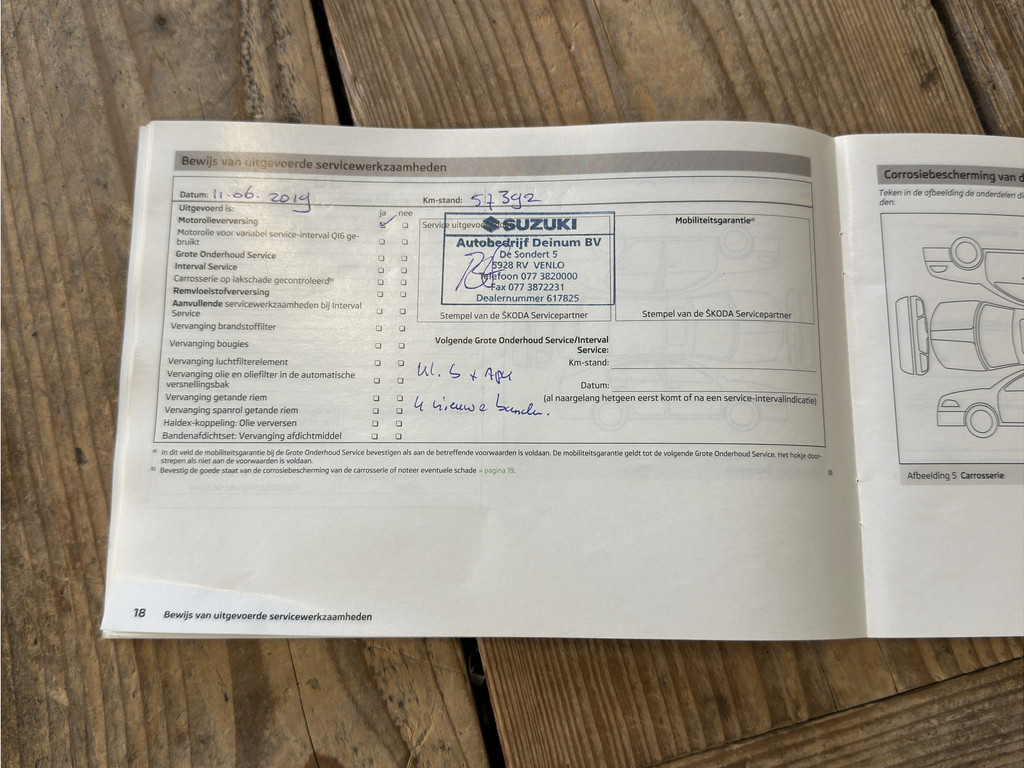 Bewijs van uitgevoerde servicewerkzaamheden
Datum: 11-06-2019
Km-stand: 57392
Uitgevoerd is:
ja nee
Motorolieverversing
Motorolie voor variabel service-interval QI6 ge-
bruikt
Grote Onderhoud Service
Interval Service
Carrosserie op lakschade gecontroleerd b)
Remvloeistofverversing
Aanvullende servicewerkzaamheden bij Interval
Service
Vervanging brandstoffilter
Vervanging bougies
Vervanging luchtfilterelement
Vervanging olie en oliefilter in de automatische
versnellingsbak
Vervanging getande riem
Vervanging spanrol getande riem
Haldex-koppeling: Olie verversen
Bandenafdichtset: Vervanging afdichtmiddel
Service uitgevoerd
SUZUKI
Autobedrijf Deinum BV
De Sondert 5
5928 RV VENLO
Telefoon 077 3820000
Fax 077 3872231
Dealernummer 617825
Stempel van de ŠKODA Servicepartner
Mobiliteitsgarantie a)
Stempel van de ŠKODA Servicepartner
Volgende Grote Onderhoud Service/Interval
Service:
Km-stand:
Datum:
(al naargelang hetgeen eerst komt of na een service-intervalindicatie)
4 nieuwe banden.
a) In dit veld de mobiliteitsgarantie bij de Grote Onderhoud Service bevestigen als aan de betreffende voorwaarden is voldaan. De mobiliteitsgarantie geldt tot de volgende Grote Onderhoud Service. Het hokje door-
strepen als niet aan de voorwaarden is voldaan.
b) Bevestig de goede staat van de corrosiebescherming van de carrosserie of noteer eventuele schade » pagina 19.
18 Bewijs van uitgevoerde servicewerkzaamheden
Corrosiebescherming van d
Teken in de afbeelding de onderdelen di
den.
Afbeelding 5 Carrosserie